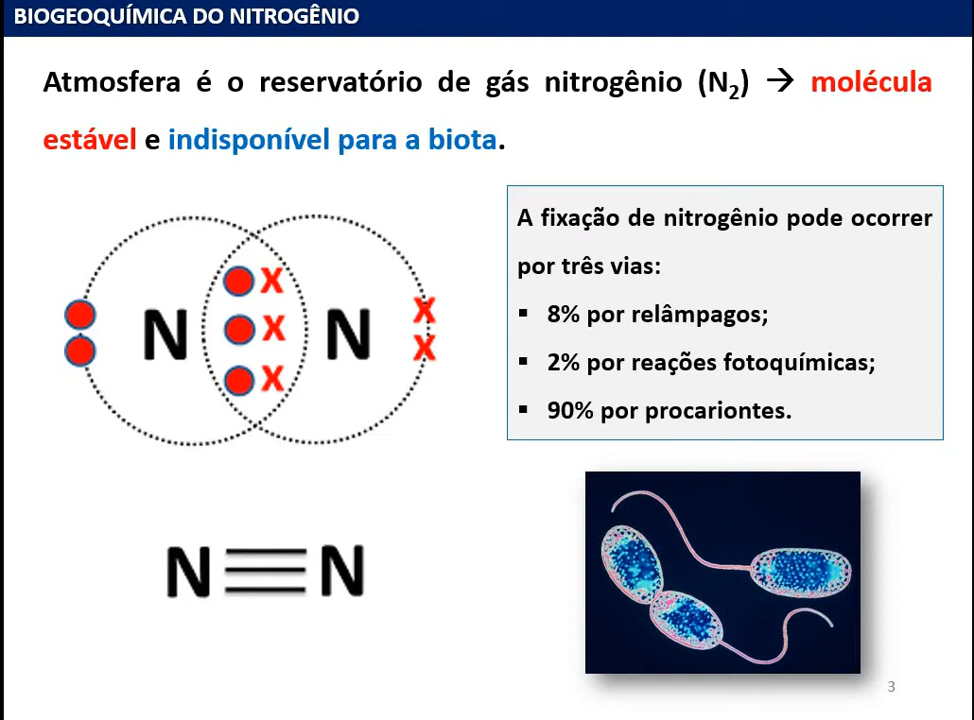 BIOGEOQUÍMICA DO NITROGÊNIO
Atmosfera é o reservatório de gás nitrogênio (N₂) → molécula
estável e indisponível para a biota.
A fixação de nitrogênio pode ocorrer
por três vias:
▪ 8% por relâmpagos;
▪ 2% por reações fotoquímicas;
▪ 90% por procariontes.
X
X
X
N N
X
X
N≡N
3